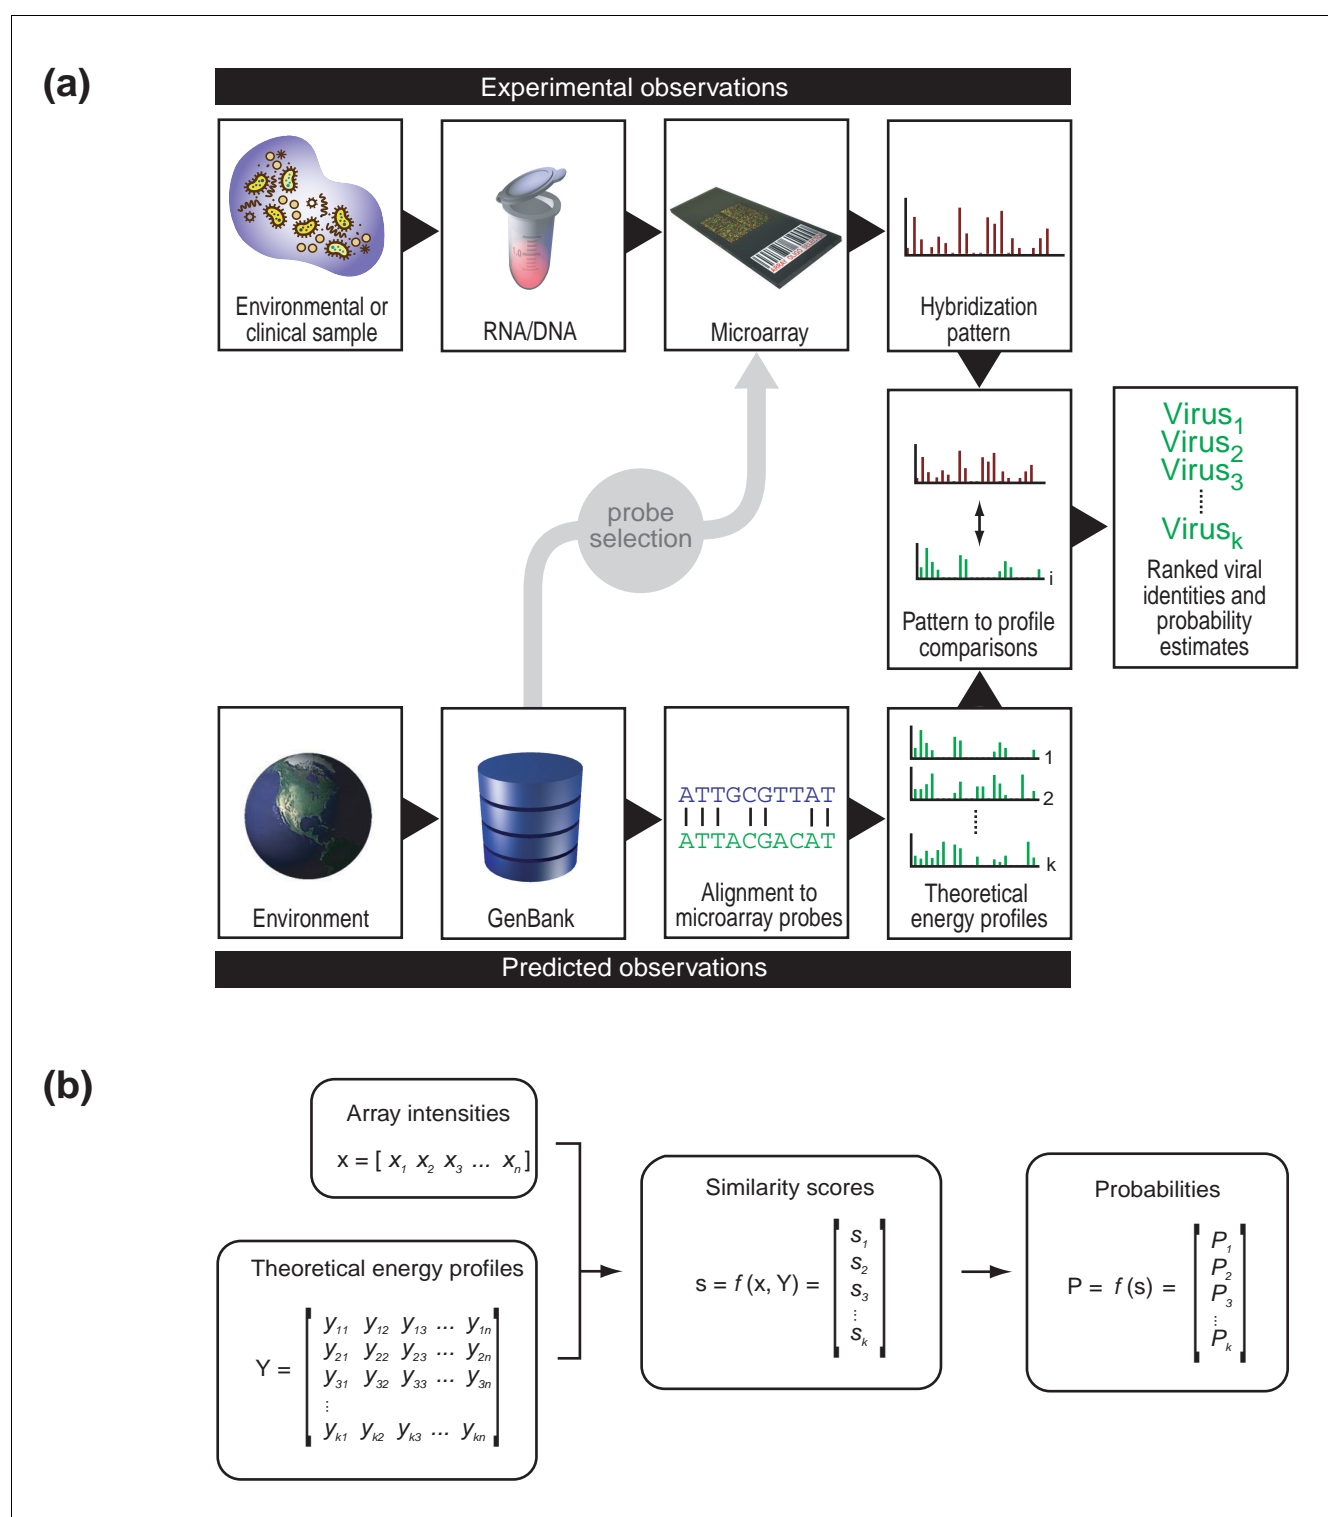 (a)
Experimental observations
Environmental or
clinical sample
RNA/DNA
Microarray
Hybridization
pattern
probe
selection
i
Pattern to profile
comparisons
Virus1
Virus2
Virus3
Virusk
Ranked viral
identities and
probability
estimates
Environment
GenBank
ATTGCGTTAT
ATTACGACAT
Alignment to
microarray probes
1
2
k
Theoretical
energy profiles
Predicted observations
(b)
Array intensities
x = [ x1 x2 x3 ... xn ]
Theoretical energy profiles
Y =
y11 y12 y13 ... y1n
y21 y22 y23 ... y2n
y31 y32 y33 ... y3n
⋮
yk1 yk2 yk3 ... ykn
Similarity scores
s = f (x, Y) =
s1
s2
s3
⋮
sk
Probabilities
P = f (s) =
P1
P2
P3
⋮
Pk